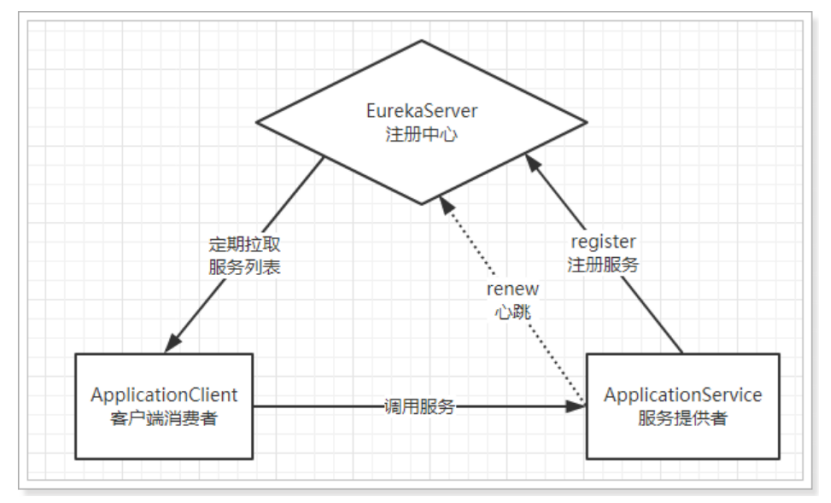 EurekaServer
注册中心
定期拉取
服务列表
register
注册服务
renew
心跳
ApplicationClient
客户端消费者
调用服务
ApplicationService
服务提供者